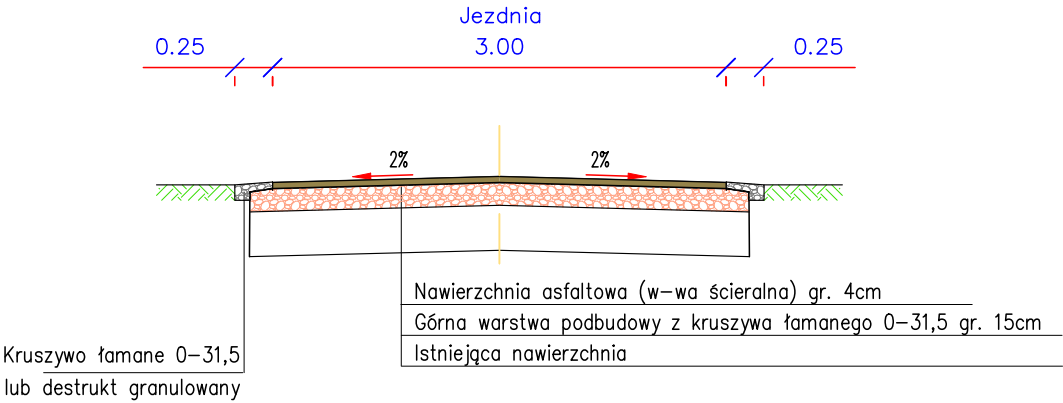 Jezdnia
0.25 3.00 0.25
2% 2%
Nawierzchnia asfaltowa (w-wa ścieralna) gr. 4cm
Górna warstwa podbudowy z kruszywa łamanego 0-31,5 gr. 15cm
Istniejąca nawierzchnia
Kruszywo łamane 0-31,5
lub destrukt granulowany